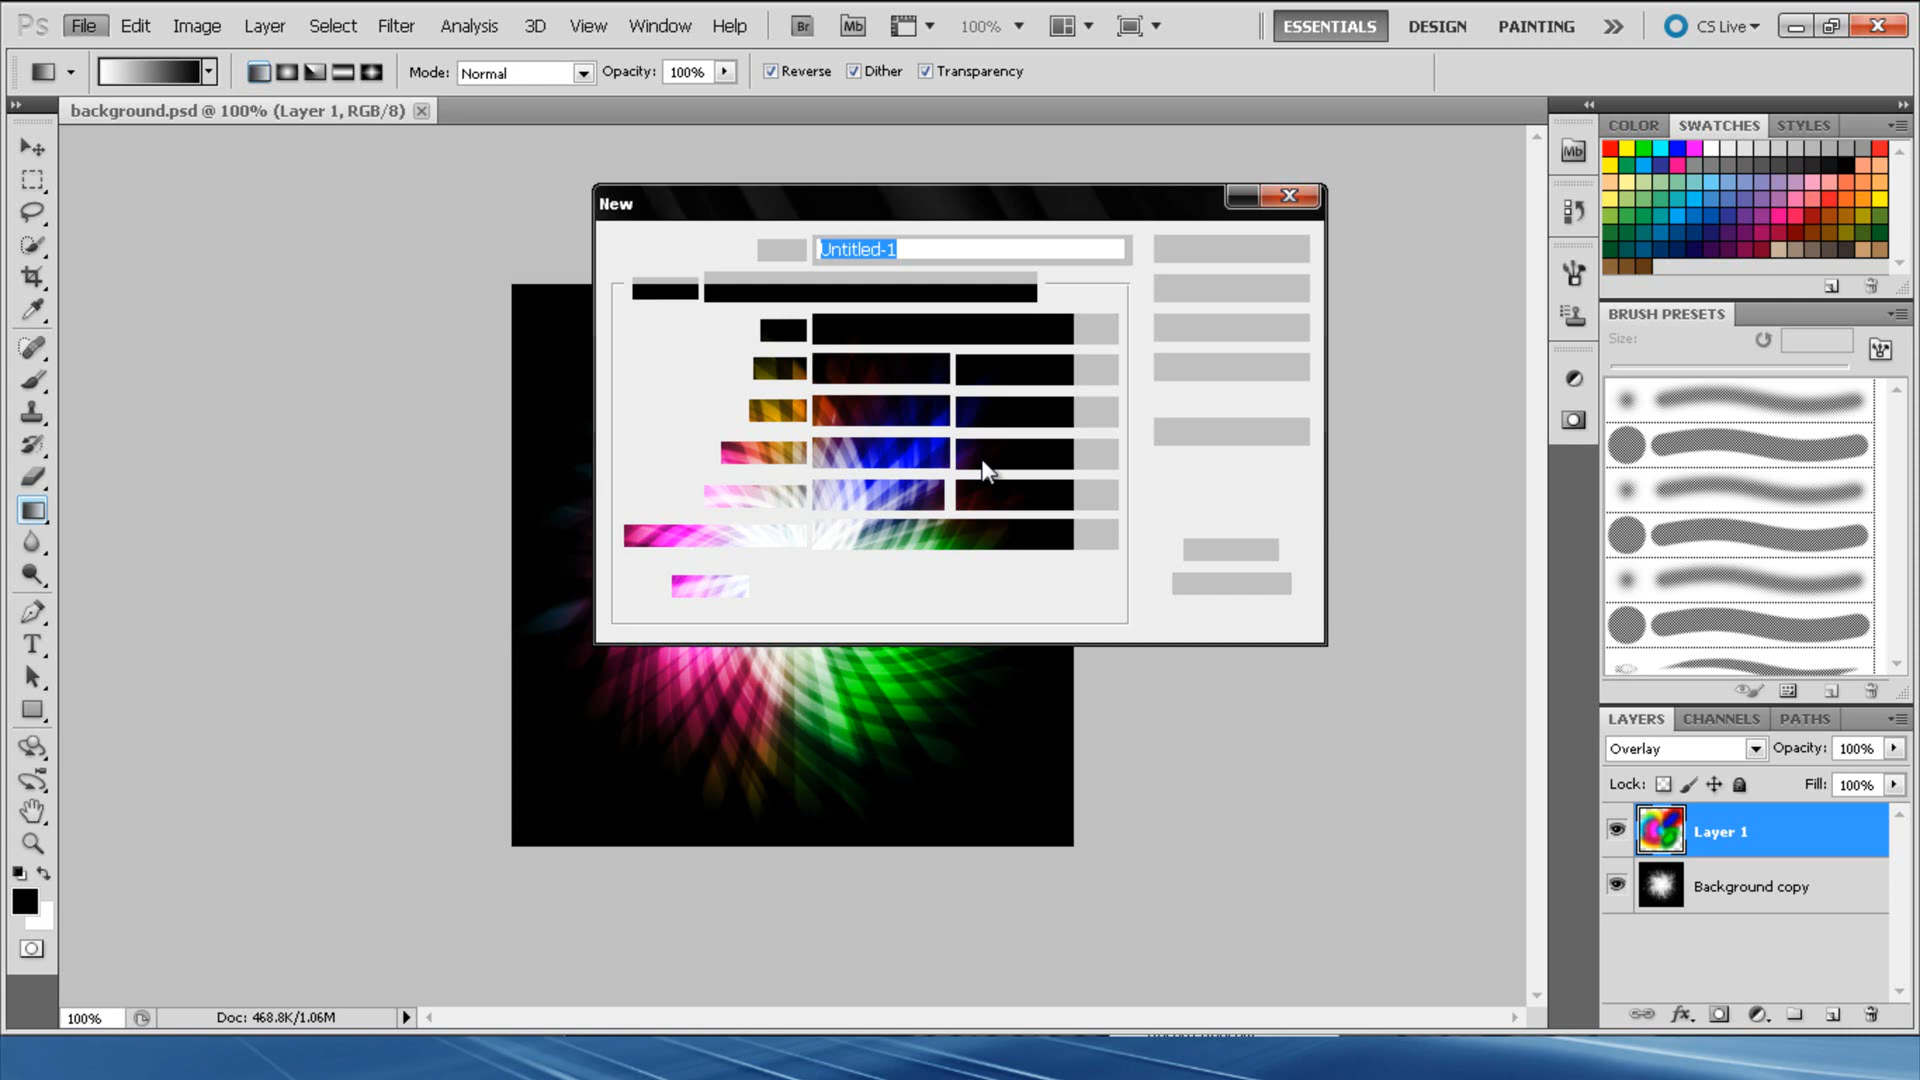 Ps File Edit Image Layer Select Filter Analysis 3D View Window Help Br Mb 100% ESSENTIALS DESIGN PAINTING CS Live
Mode: Normal Opacity: 100% Reverse Dither Transparency
background.psd @ 100% (Layer 1, RGB/8)
COLOR SWATCHES STYLES
Mb
New
Untitled-1
BRUSH PRESETS
Size:
T
LAYERS CHANNELS PATHS
Overlay Opacity: 100%
Lock: Fill: 100%
Layer 1
Background copy
fx
100% Doc: 468.8K/1.06M